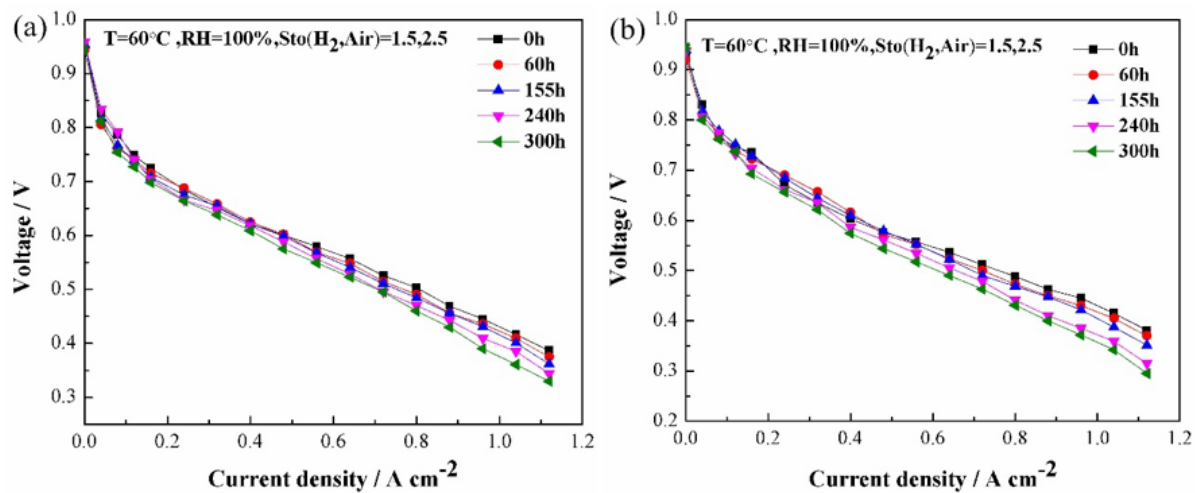 (a)
T=60°C ,RH=100%,Sto(H2,Air)=1.5,2.5
0h
60h
155h
240h
300h
Voltage / V
1.0
0.9
0.8
0.7
0.6
0.5
0.4
0.3
0.0 0.2 0.4 0.6 0.8 1.0 1.2
Current density / A cm-2
(b)
T=60°C ,RH=100%,Sto(H2,Air)=1.5,2.5
0h
60h
155h
240h
300h
Voltage / V
1.0
0.9
0.8
0.7
0.6
0.5
0.4
0.3
0.2
0.0 0.2 0.4 0.6 0.8 1.0 1.2
Current density / A cm-2